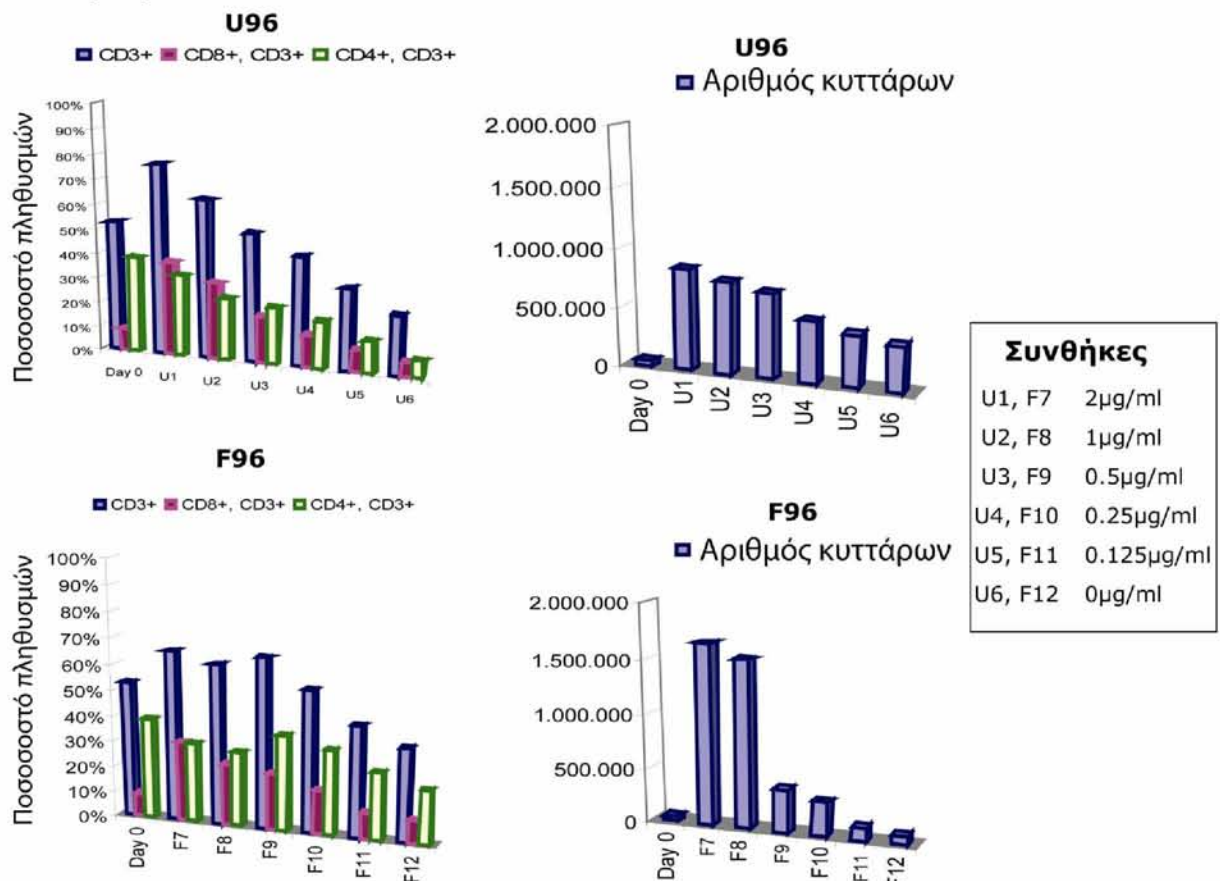 U96
CD3+ CD8+, CD3+ CD4+, CD3+
Ποσοσοστό πληθυσμών
100%
90%
80%
70%
60%
50%
40%
30%
20%
10%
0%
Day 0 U1 U2 U3 U4 U5 U6
U96
Αριθμός κυττάρων
2.000.000
1.500.000
1.000.000
500.000
0
Day 0 U1 U2 U3 U4 U5 U6
F96
CD3+ CD8+, CD3+ CD4+, CD3+
Ποσοσοστό πληθυσμών
100%
90%
80%
70%
60%
50%
40%
30%
20%
10%
0%
Day 0 F7 F8 F9 F10 F11 F12
F96
Αριθμός κυττάρων
2.000.000
1.500.000
1.000.000
500.000
0
Day 0 F7 F8 F9 F10 F11 F12
Συνθήκες
U1, F7 2μg/ml
U2, F8 1μg/ml
U3, F9 0.5μg/ml
U4, F10 0.25μg/ml
U5, F11 0.125μg/ml
U6, F12 0μg/ml